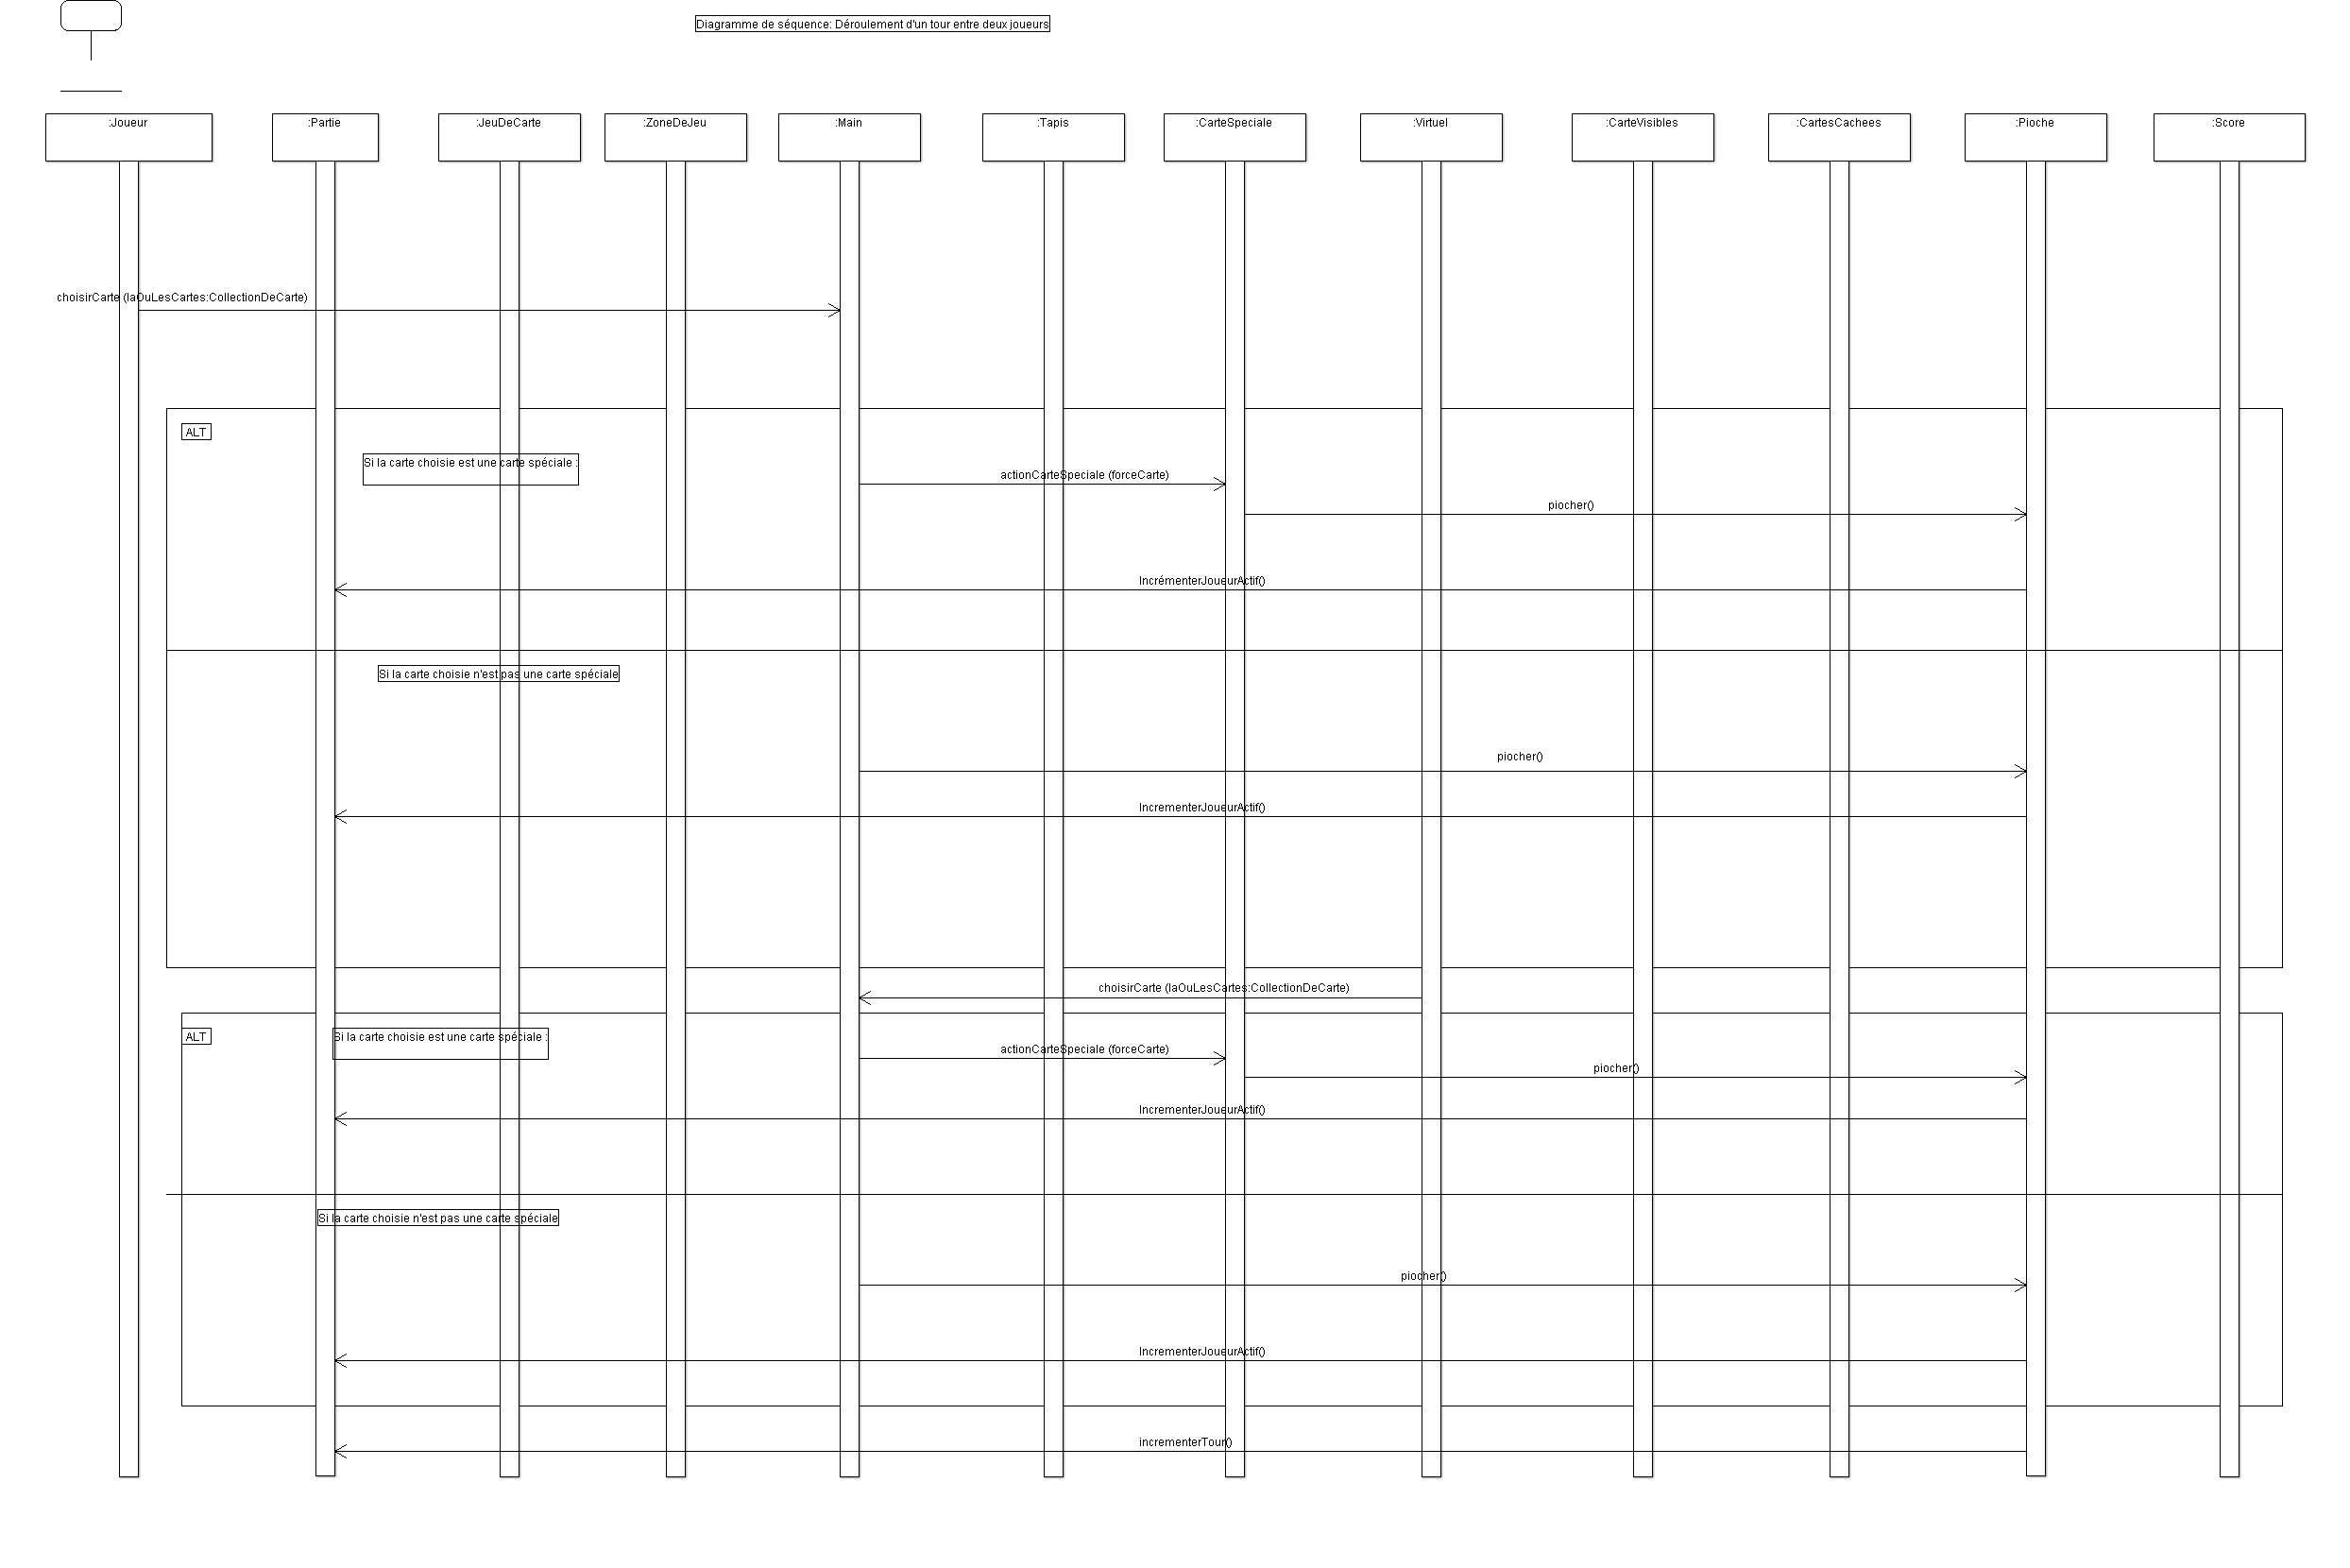 Diagramme de séquence: Déroulement d'un tour entre deux joueurs
:Joueur
:Partie
:JeuDeCarte
:ZoneDeJeu
:Main
:Tapis
:CarteSpeciale
:Virtuel
:CarteVisibles
:CartesCachees
:Pioche
:Score
choisirCarte (laOuLesCartes:CollectionDeCarte)
ALT
Si la carte choisie est une carte spéciale :
actionCarteSpeciale (forceCarte)
piocher()
IncrémenterJoueurActif()
Si la carte choisie n'est pas une carte spéciale
piocher()
IncrementerJoueurActif()
choisirCarte (laOuLesCartes:CollectionDeCarte)
ALT
Si la carte choisie est une carte spéciale :
actionCarteSpeciale (forceCarte)
piocher()
IncrementerJoueurActif()
Si la carte choisie n'est pas une carte spéciale
piocher()
IncrementerJoueurActif()
incrementerTour()